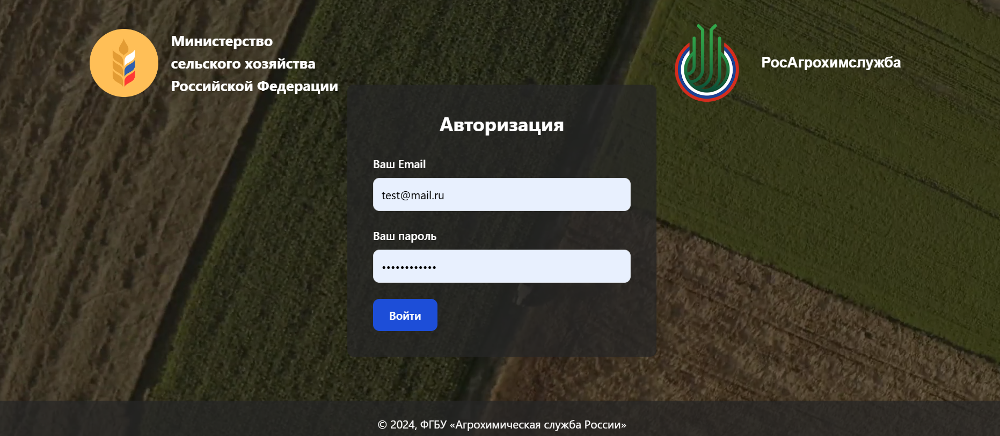 Министерство
сельского хозяйства
Российской Федерации
РосАгрохимслужба
Авторизация
Ваш Email
test@mail.ru
Ваш пароль
••••••••••••
Войти
© 2024, ФГБУ «Агрохимическая служба России»